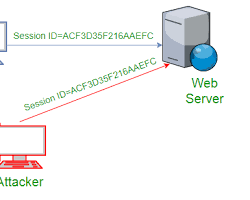 Session ID=ACF3D35F216AAEFC
Session ID=ACF3D35F216AAEFC
Web
Server
Attacker